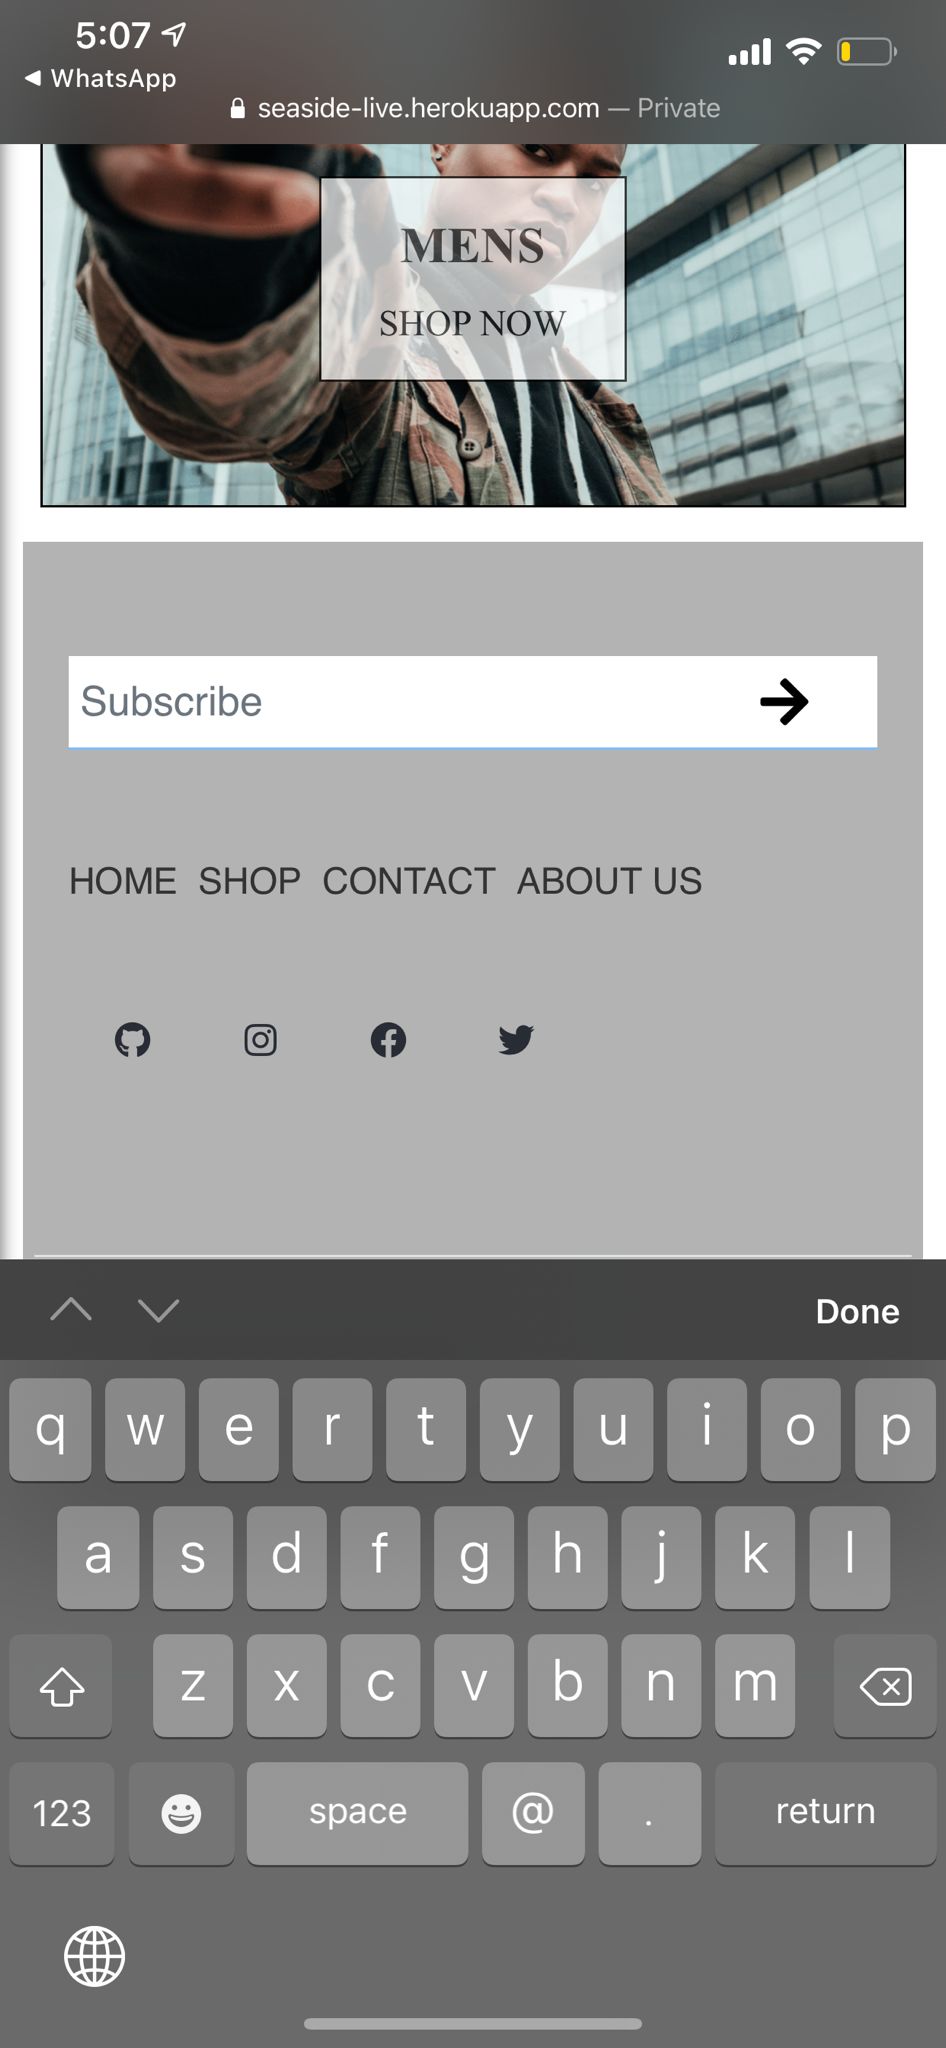 5:07
◀ WhatsApp
seaside-live.herokuapp.com — Private
MENS
SHOP NOW
Subscribe
HOME SHOP CONTACT ABOUT US
Done
q w e r t y u i o p
a s d f g h j k l
z x c v b n m
123 space @ . return